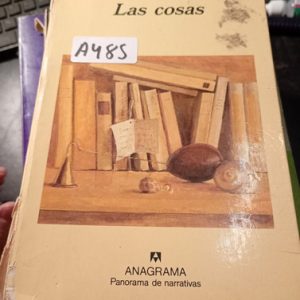 Las cosas
A485
ANAGRAMA
Panorama de narrativas